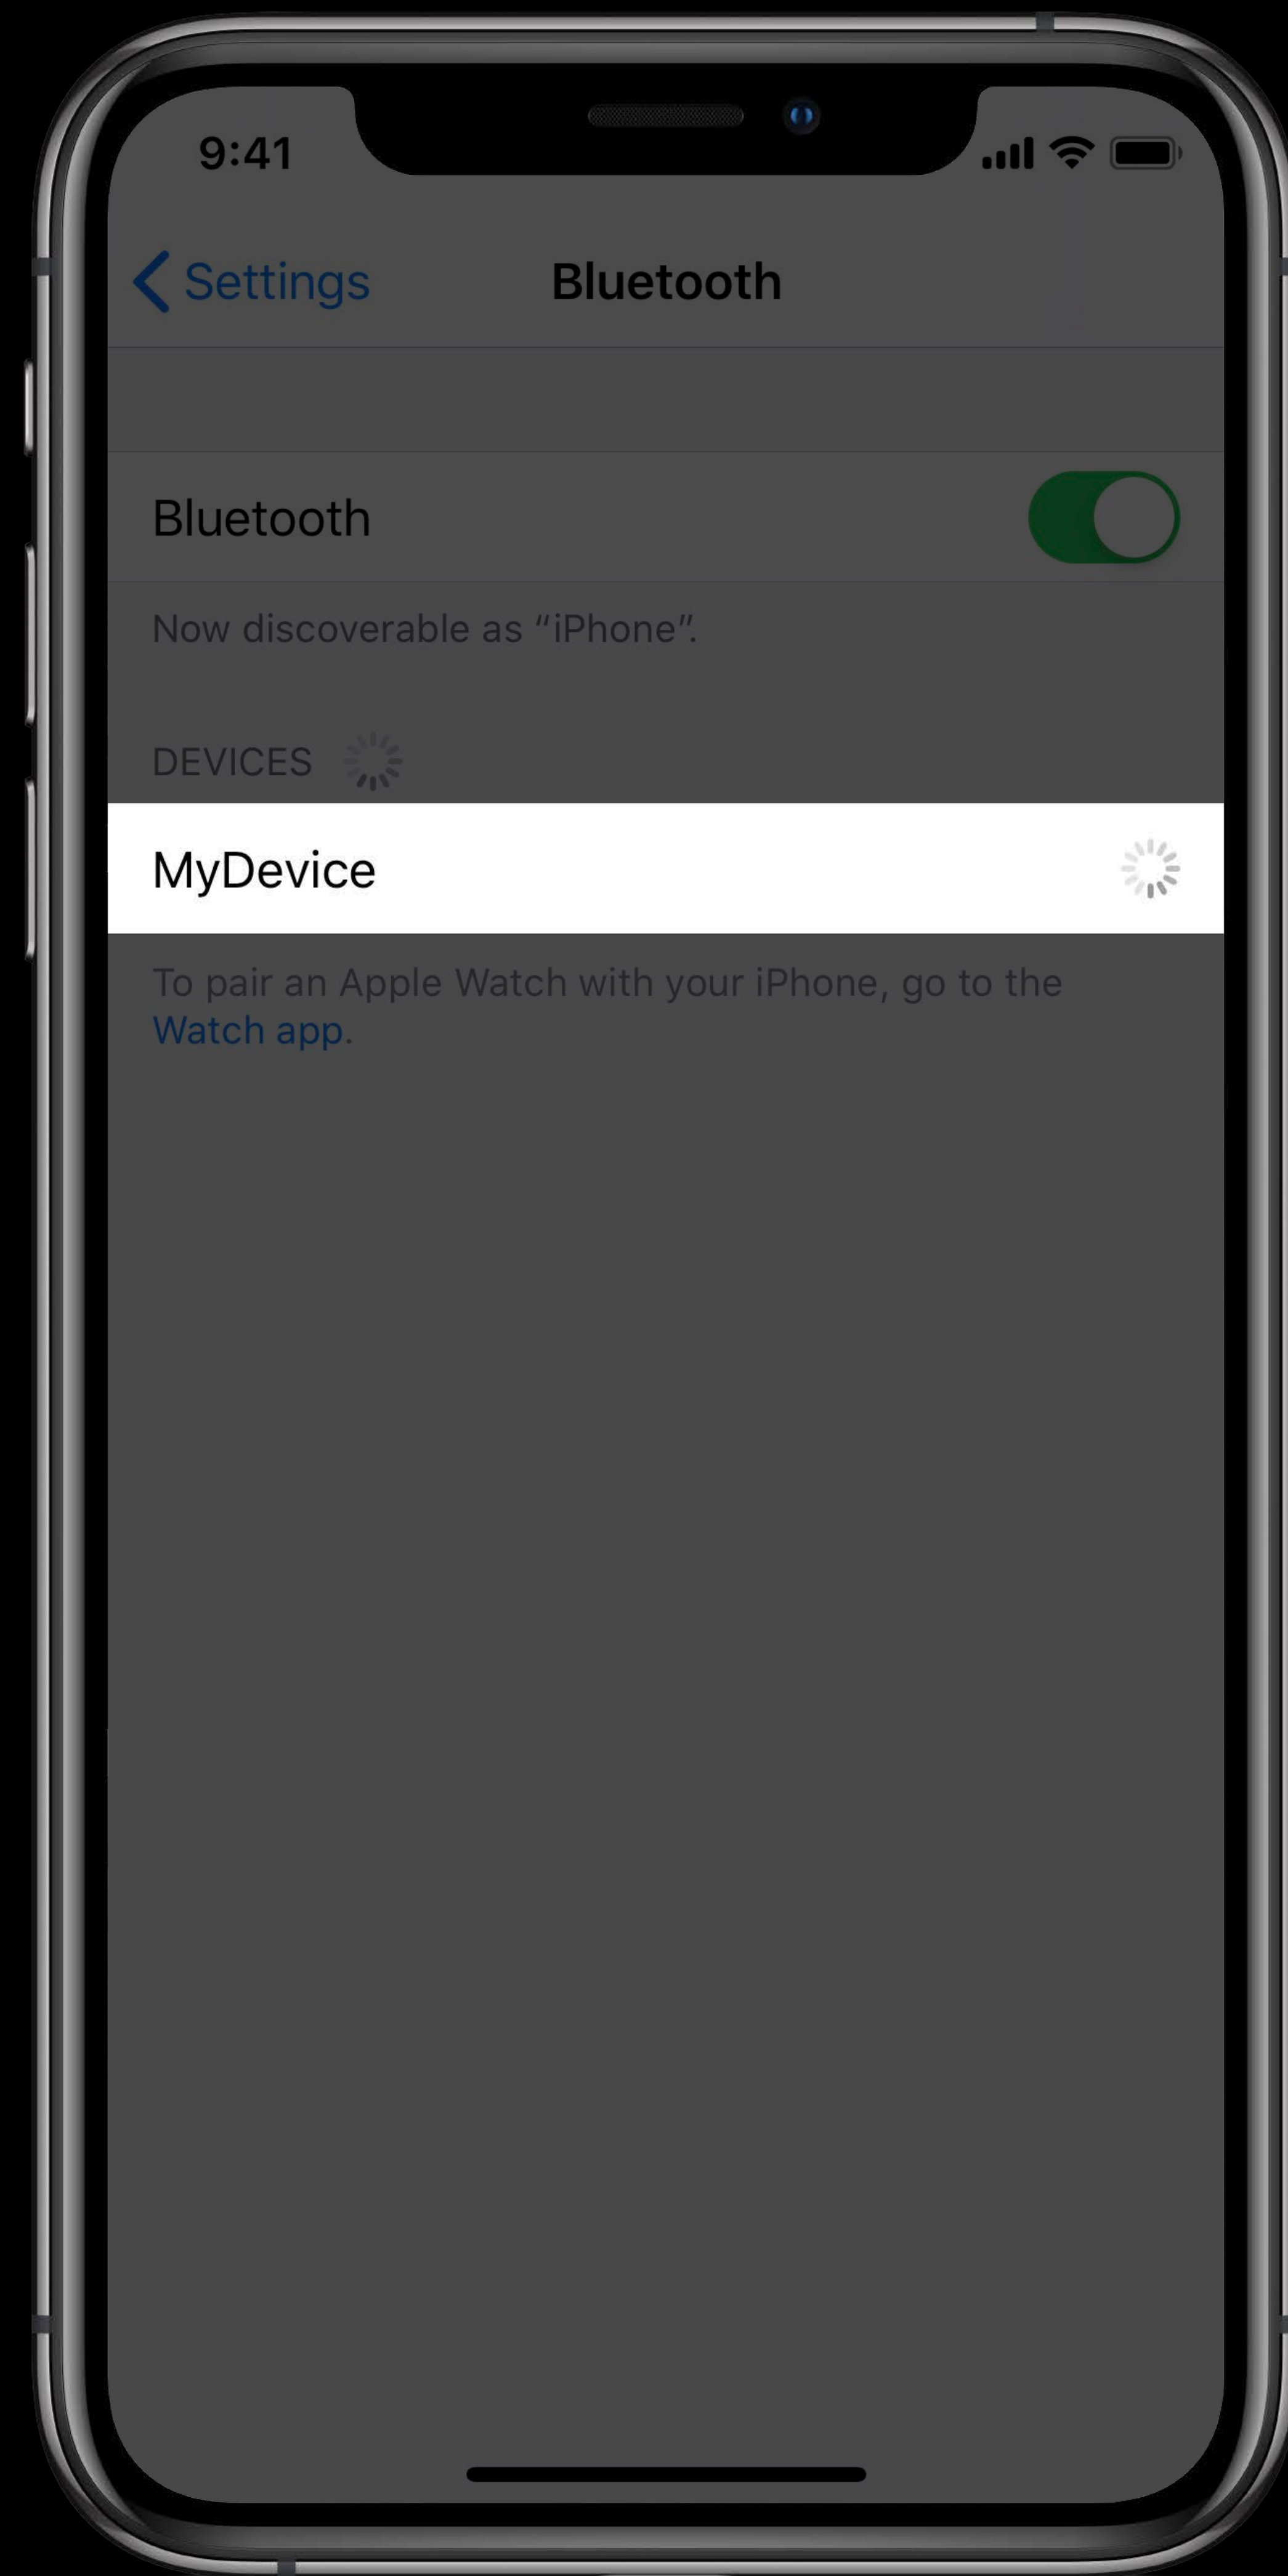 9:41
Settings
Bluetooth
Bluetooth
Now discoverable as “iPhone”.
DEVICES
MyDevice
To pair an Apple Watch with your iPhone, go to the
Watch app.